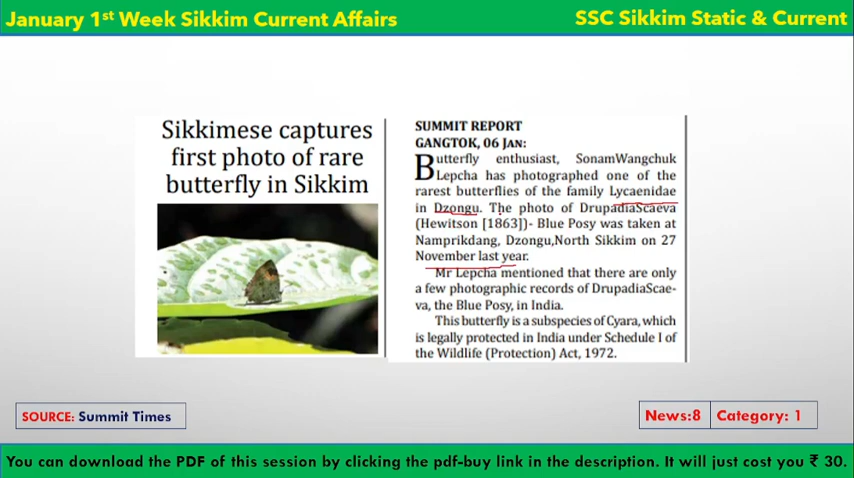 January 1st Week Sikkim Current Affairs
SSC Sikkim Static & Current
Sikkimese captures
first photo of rare
butterfly in Sikkim
SUMMIT REPORT
GANGTOK, 06 JAN:
Butterfly enthusiast, SonamWangchuk
Lepcha has photographed one of the
rarest butterflies of the family Lycaenidae
in Dzongu. The photo of DrupadiaScaeva
(Hewitson [1863])- Blue Posy was taken at
Namprikdang, Dzongu,North Sikkim on 27
November last year.
Mr Lepcha mentioned that there are only
a few photographic records of DrupadiaScae-
va, the Blue Posy, in India.
This butterfly is a subspecies of Cyara, which
is legally protected in India under Schedule I of
the Wildlife (Protection) Act, 1972.
SOURCE: Summit Times
News:8
Category: 1
You can download the PDF of this session by clicking the pdf-buy link in the description. It will just cost you ₹ 30.